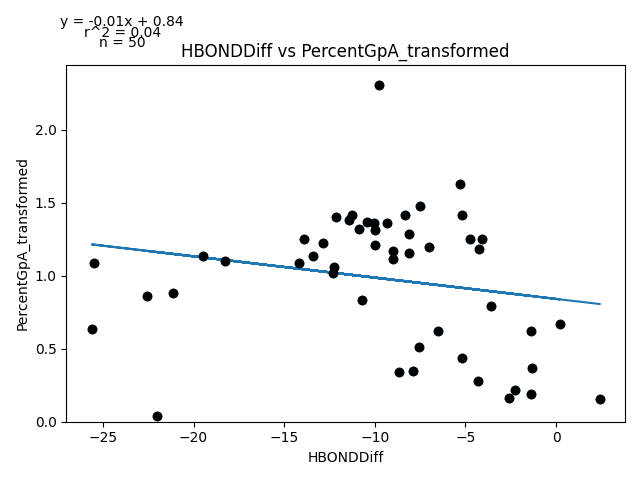 y = -0.01x + 0.84
r^2 = 0.04
n = 50
HBONDDiff vs PercentGpA_transformed
PercentGpA_transformed
2.0
1.5
1.0
0.5
0.0
−25
−20
−15
−10
−5
0
HBONDDiff